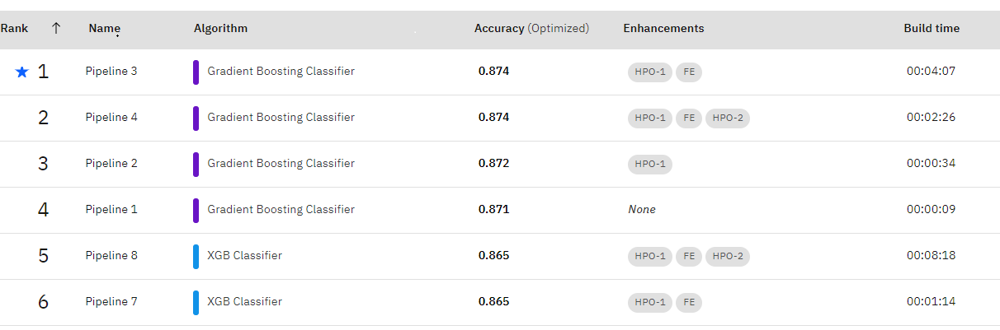 Rank ↑ Name Algorithm Accuracy (Optimized) Enhancements Build time
★ 1 Pipeline 3 Gradient Boosting Classifier 0.874 HPO-1 FE 00:04:07
2 Pipeline 4 Gradient Boosting Classifier 0.874 HPO-1 FE HPO-2 00:02:26
3 Pipeline 2 Gradient Boosting Classifier 0.872 HPO-1 00:00:34
4 Pipeline 1 Gradient Boosting Classifier 0.871 None 00:00:09
5 Pipeline 8 XGB Classifier 0.865 HPO-1 FE HPO-2 00:08:18
6 Pipeline 7 XGB Classifier 0.865 HPO-1 FE 00:01:14